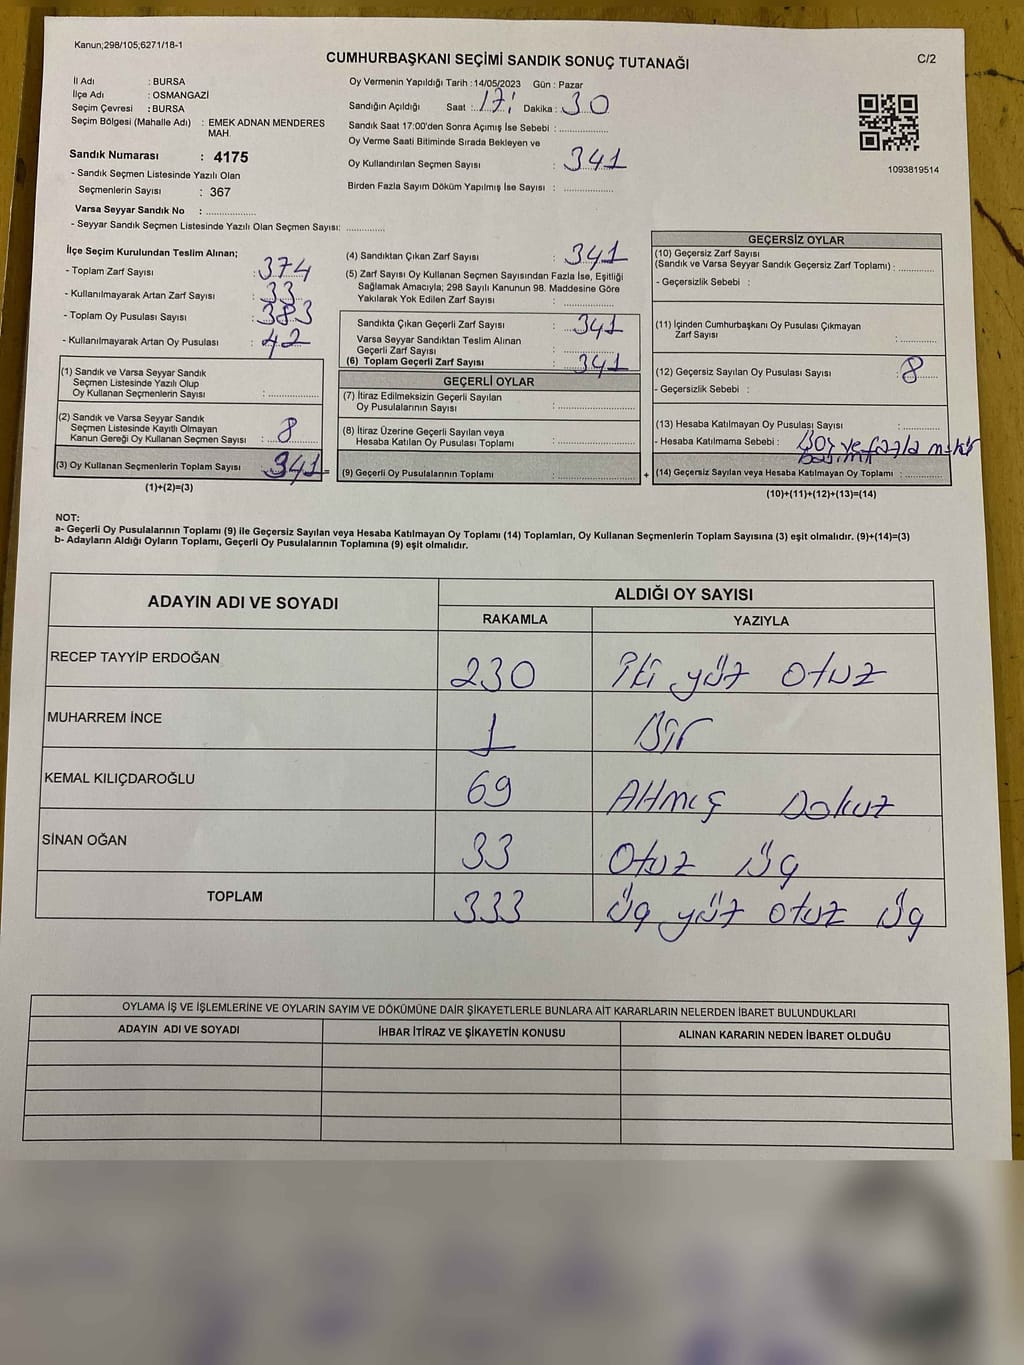 Kanun;298/105;6271/18-1
CUMHURBAŞKANI SEÇİMİ SANDIK SONUÇ TUTANAĞI
C/2
İl Adı : BURSA
İlçe Adı : OSMANGAZİ
Seçim Çevresi : BURSA
Seçim Bölgesi (Mahalle Adı) : EMEK ADNAN MENDERES
MAH.
Sandık Numarası : 4175
- Sandık Seçmen Listesinde Yazılı Olan
Seçmenlerin Sayısı : 367
Varsa Seyyar Sandık No : ................
- Seyyar Sandık Seçmen Listesinde Yazılı Olan Seçmen Sayısı: ............
Oy Vermenin Yapıldığı Tarih : 14/05/2023 Gün : Pazar
Sandığın Açıldığı Saat : 17: Dakika : 30
Sandık Saat 17:00'den Sonra Açımış İse Sebebi : ................
Oy Verme Saati Bitiminde Sırada Bekleyen ve
Oy Kullandırılan Seçmen Sayısı : 341
Birden Fazla Sayım Döküm Yapılmış İse Sayısı : ................
1093819514
İlçe Seçim Kurulundan Teslim Alınan;
- Toplam Zarf Sayısı : 374
- Kullanılmayarak Artan Zarf Sayısı : 33
- Toplam Oy Pusulası Sayısı : 383
- Kullanılmayarak Artan Oy Pusulası : 42
(1) Sandık ve Varsa Seyyar Sandık
Seçmen Listesinde Yazılı Olup
Oy Kullanan Seçmenlerin Sayısı : ................
(2) Sandık ve Varsa Seyyar Sandık
Seçmen Listesinde Kayıtlı Olmayan
Kanun Gereği Oy Kullanan Seçmen Sayısı : 8
(3) Oy Kullanan Seçmenlerin Toplam Sayısı 341
(1)+(2)=(3)
(4) Sandıktan Çıkan Zarf Sayısı : 341
(5) Zarf Sayısı Oy Kullanan Seçmen Sayısından Fazla İse, Eşitliği
Sağlamak Amacıyla; 298 Sayılı Kanunun 98. Maddesine Göre
Yakılarak Yok Edilen Zarf Sayısı : ................
Sandıkta Çıkan Geçerli Zarf Sayısı : 341
Varsa Seyyar Sandıktan Teslim Alınan
Geçerli Zarf Sayısı : ................
(6) Toplam Geçerli Zarf Sayısı : 341
GEÇERLİ OYLAR
(7) İtiraz Edilmeksizin Geçerli Sayılan
Oy Pusulalarının Sayısı : ................
(8) İtiraz Üzerine Geçerli Sayılan veya
Hesaba Katılan Oy Pusulası Toplamı : ................
(9) Geçerli Oy Pusulalarının Toplamı : ................
+
GEÇERSİZ OYLAR
(10) Geçersiz Zarf Sayısı
(Sandık ve Varsa Seyyar Sandık Geçersiz Zarf Toplamı) : ............
- Geçersizlik Sebebi :
(11) İçinden Cumhurbaşkanı Oy Pusulası Çıkmayan
Zarf Sayısı : ............
(12) Geçersiz Sayılan Oy Pusulası Sayısı : 8
- Geçersizlik Sebebi :
(13) Hesaba Katılmayan Oy Pusulası Sayısı : ............
- Hesaba Katılmama Sebebi : Boş ve fazla mühür
(14) Geçersiz Sayılan veya Hesaba Katılmayan Oy Toplamı : ............
(10)+(11)+(12)+(13)=(14)
NOT:
a- Geçerli Oy Pusulalarının Toplamı (9) ile Geçersiz Sayılan veya Hesaba Katılmayan Oy Toplamı (14) Toplamları, Oy Kullanan Seçmenlerin Toplam Sayısına (3) eşit olmalıdır. (9)+(14)=(3)
b- Adayların Aldığı Oyların Toplamı, Geçerli Oy Pusulalarının Toplamına (9) eşit olmalıdır.
ADAYIN ADI VE SOYADI ALDIĞI OY SAYISI
RAKAMLA YAZIYLA
RECEP TAYYİP ERDOĞAN 230 İki yüz otuz
MUHARREM İNCE 1 Bir
KEMAL KILIÇDAROĞLU 69 Altmış Dokuz
SİNAN OĞAN 33 Otuz Üç
TOPLAM 333 Üç yüz otuz Üç
OYLAMA İŞ VE İŞLEMLERİNE VE OYLARIN SAYIM VE DÖKÜMÜNE DAİR ŞİKAYETLERLE BUNLARA AİT KARARLARIN NELERDEN İBARET BULUNDUKLARI
ADAYIN ADI VE SOYADI İHBAR İTİRAZ VE ŞİKAYETİN KONUSU ALINAN KARARIN NEDEN İBARET OLDUĞU